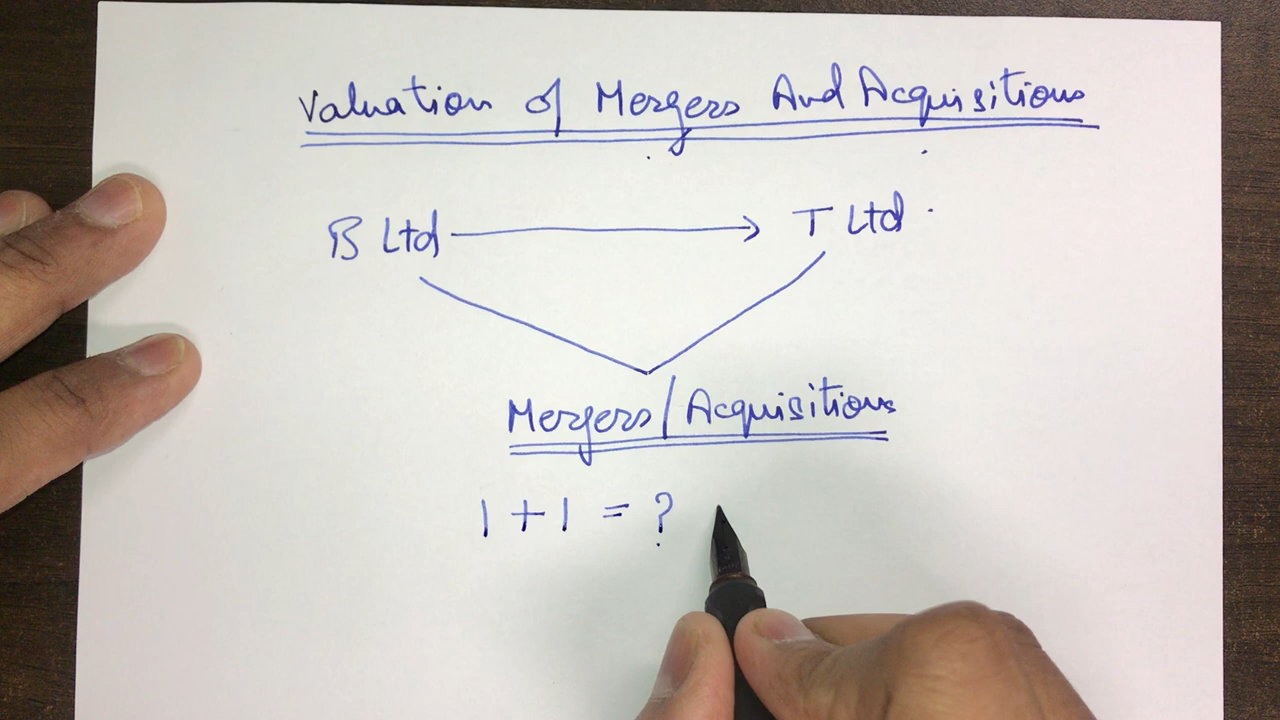 Valuation of Mergers And Acquisitions
B Ltd → T Ltd.
Mergers/Acquisitions
1 + 1 = ?